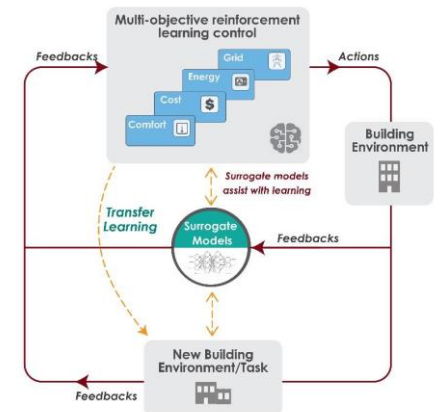 Multi-objective reinforcement
learning control
Feedbacks
Actions
Grid
Energy
Cost
$
Comfort
Building
Environment
Surrogate models
assist with learning
Transfer
Learning
Surrogate
Models
Feedbacks
New Building
Environment/Task
Feedbacks